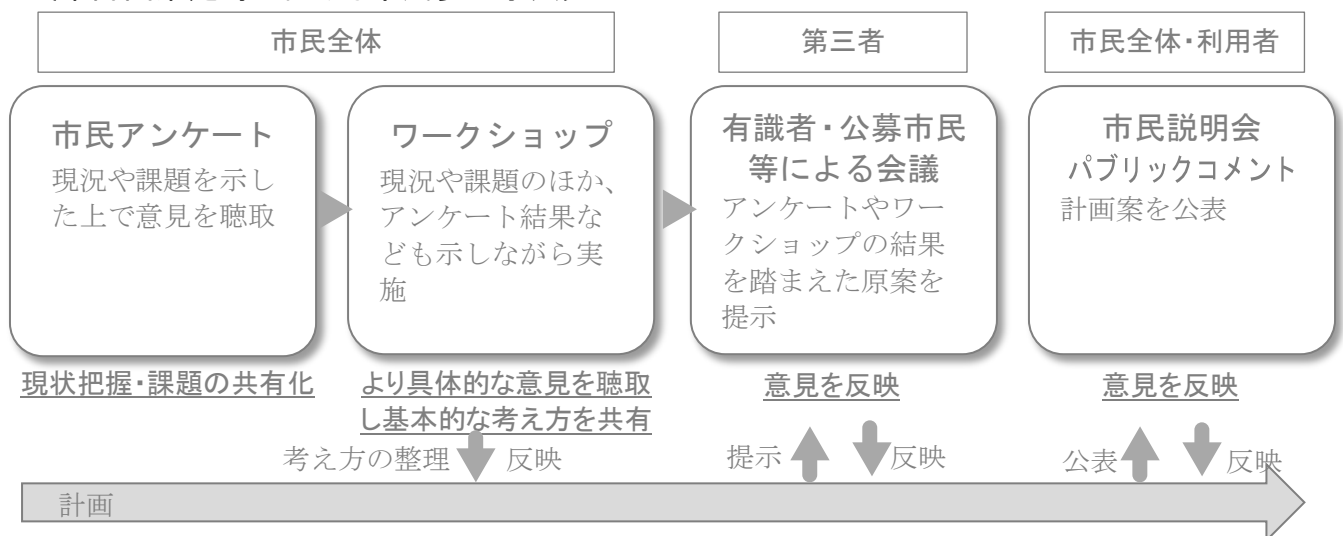 市民全体
第三者
市民全体・利用者
市民アンケート
現況や課題を示し
た上で意見を聴取
ワークショップ
現況や課題のほか、
アンケート結果な
ども示しながら実
施
有識者・公募市民
等による会議
アンケートやワー
クショップの結果
を踏まえた原案を
提示
市民説明会
パブリックコメント
計画案を公表
現状把握・課題の共有化
より具体的な意見を聴取
し基本的な考え方を共有
意見を反映
意見を反映
考え方の整理 反映
提示 反映
公表 反映
計画